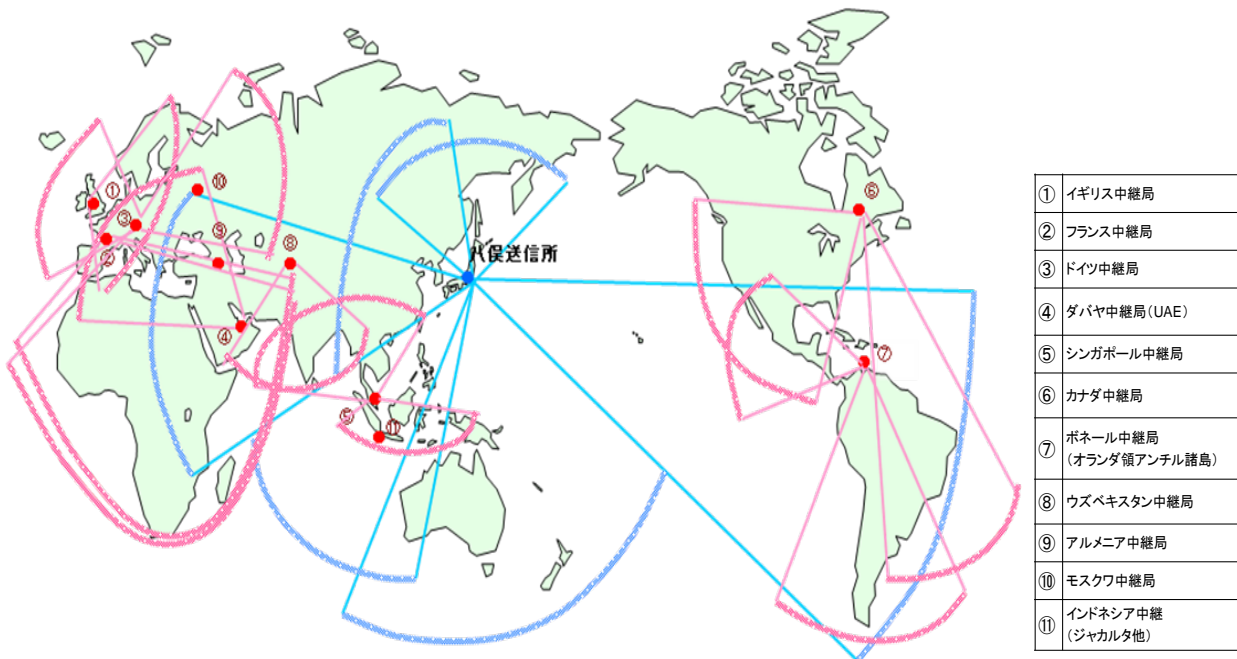 ①
②
③
④
⑤
⑥
⑦
⑧
⑨
⑩
⑪
八俣送信所
① イギリス中継局
② フランス中継局
③ ドイツ中継局
④ ダバヤ中継局(UAE)
⑤ シンガポール中継局
⑥ カナダ中継局
⑦ ボネール中継局
(オランダ領アンチル諸島)
⑧ ウズベキスタン中継局
⑨ アルメニア中継局
⑩ モスクワ中継局
⑪ インドネシア中継
(ジャカルタ他)